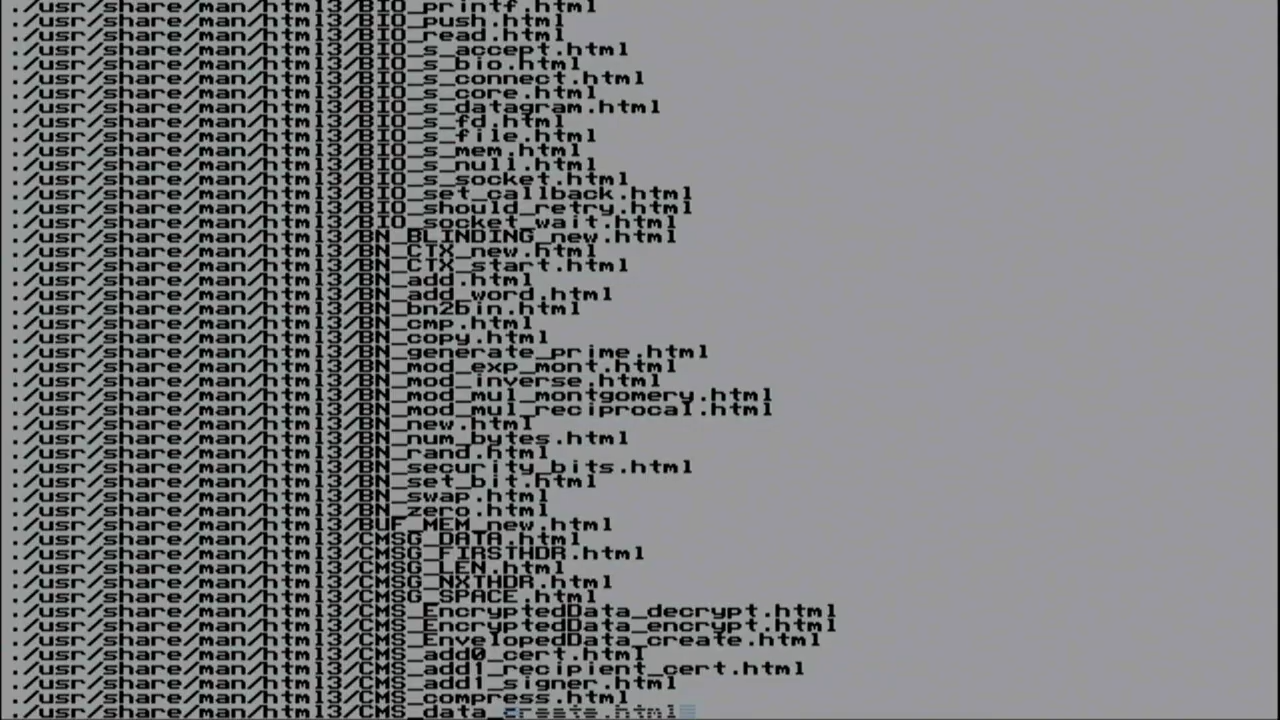 ./usr/share/man/html3/BIO_printf.html
./usr/share/man/html3/BIO_push.html
./usr/share/man/html3/BIO_read.html
./usr/share/man/html3/BIO_s_accept.html
./usr/share/man/html3/BIO_s_bio.html
./usr/share/man/html3/BIO_s_connect.html
./usr/share/man/html3/BIO_s_core.html
./usr/share/man/html3/BIO_s_datagram.html
./usr/share/man/html3/BIO_s_fd.html
./usr/share/man/html3/BIO_s_file.html
./usr/share/man/html3/BIO_s_mem.html
./usr/share/man/html3/BIO_s_null.html
./usr/share/man/html3/BIO_s_socket.html
./usr/share/man/html3/BIO_set_callback.html
./usr/share/man/html3/BIO_should_retry.html
./usr/share/man/html3/BIO_socket_wait.html
./usr/share/man/html3/BN_BLINDING_new.html
./usr/share/man/html3/BN_CTX_new.html
./usr/share/man/html3/BN_CTX_start.html
./usr/share/man/html3/BN_add.html
./usr/share/man/html3/BN_add_word.html
./usr/share/man/html3/BN_bn2bin.html
./usr/share/man/html3/BN_cmp.html
./usr/share/man/html3/BN_copy.html
./usr/share/man/html3/BN_generate_prime.html
./usr/share/man/html3/BN_mod_exp_mont.html
./usr/share/man/html3/BN_mod_inverse.html
./usr/share/man/html3/BN_mod_mul_montgomery.html
./usr/share/man/html3/BN_mod_mul_reciprocal.html
./usr/share/man/html3/BN_new.html
./usr/share/man/html3/BN_num_bytes.html
./usr/share/man/html3/BN_rand.html
./usr/share/man/html3/BN_security_bits.html
./usr/share/man/html3/BN_set_bit.html
./usr/share/man/html3/BN_swap.html
./usr/share/man/html3/BN_zero.html
./usr/share/man/html3/BUF_MEM_new.html
./usr/share/man/html3/CMSG_DATA.html
./usr/share/man/html3/CMSG_FIRSTHDR.html
./usr/share/man/html3/CMSG_LEN.html
./usr/share/man/html3/CMSG_NXTHDR.html
./usr/share/man/html3/CMSG_SPACE.html
./usr/share/man/html3/CMS_EncryptedData_decrypt.html
./usr/share/man/html3/CMS_EncryptedData_encrypt.html
./usr/share/man/html3/CMS_EnvelopedData_create.html
./usr/share/man/html3/CMS_add0_cert.html
./usr/share/man/html3/CMS_add1_recipient_cert.html
./usr/share/man/html3/CMS_add1_signer.html
./usr/share/man/html3/CMS_compress.html
./usr/share/man/html3/CMS_data_create.html